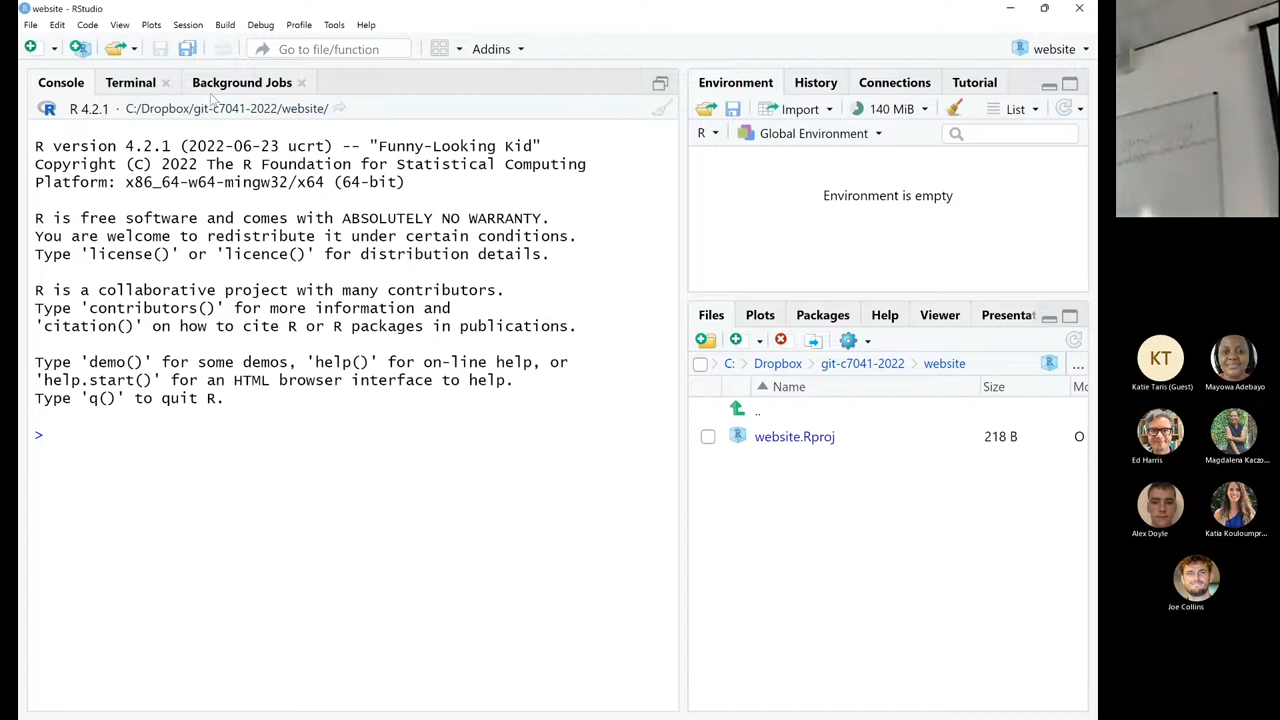 website - RStudio
File Edit Code View Plots Session Build Debug Profile Tools Help
Go to file/function Addins website
Console Terminal Background Jobs
R 4.2.1 · C:/Dropbox/git-c7041-2022/website/
R version 4.2.1 (2022-06-23 ucrt) -- "Funny-Looking Kid"
Copyright (C) 2022 The R Foundation for Statistical Computing
Platform: x86_64-w64-mingw32/x64 (64-bit)
R is free software and comes with ABSOLUTELY NO WARRANTY.
You are welcome to redistribute it under certain conditions.
Type 'license()' or 'licence()' for distribution details.
R is a collaborative project with many contributors.
Type 'contributors()' for more information and
'citation()' on how to cite R or R packages in publications.
Type 'demo()' for some demos, 'help()' for on-line help, or
'help.start()' for an HTML browser interface to help.
Type 'q()' to quit R.
>
Environment History Connections Tutorial
Import 140 MiB List
R Global Environment
Environment is empty
Files Plots Packages Help Viewer Presentat
C: Dropbox git-c7041-2022 website ...
Name Size Mo
..
website.Rproj 218 B O
KT
Katie Taris (Guest) Mayowa Adebayo
Ed Harris Magdalena Kaczo...
Alex Doyle Katia Kouloumpr...
Joe Collins